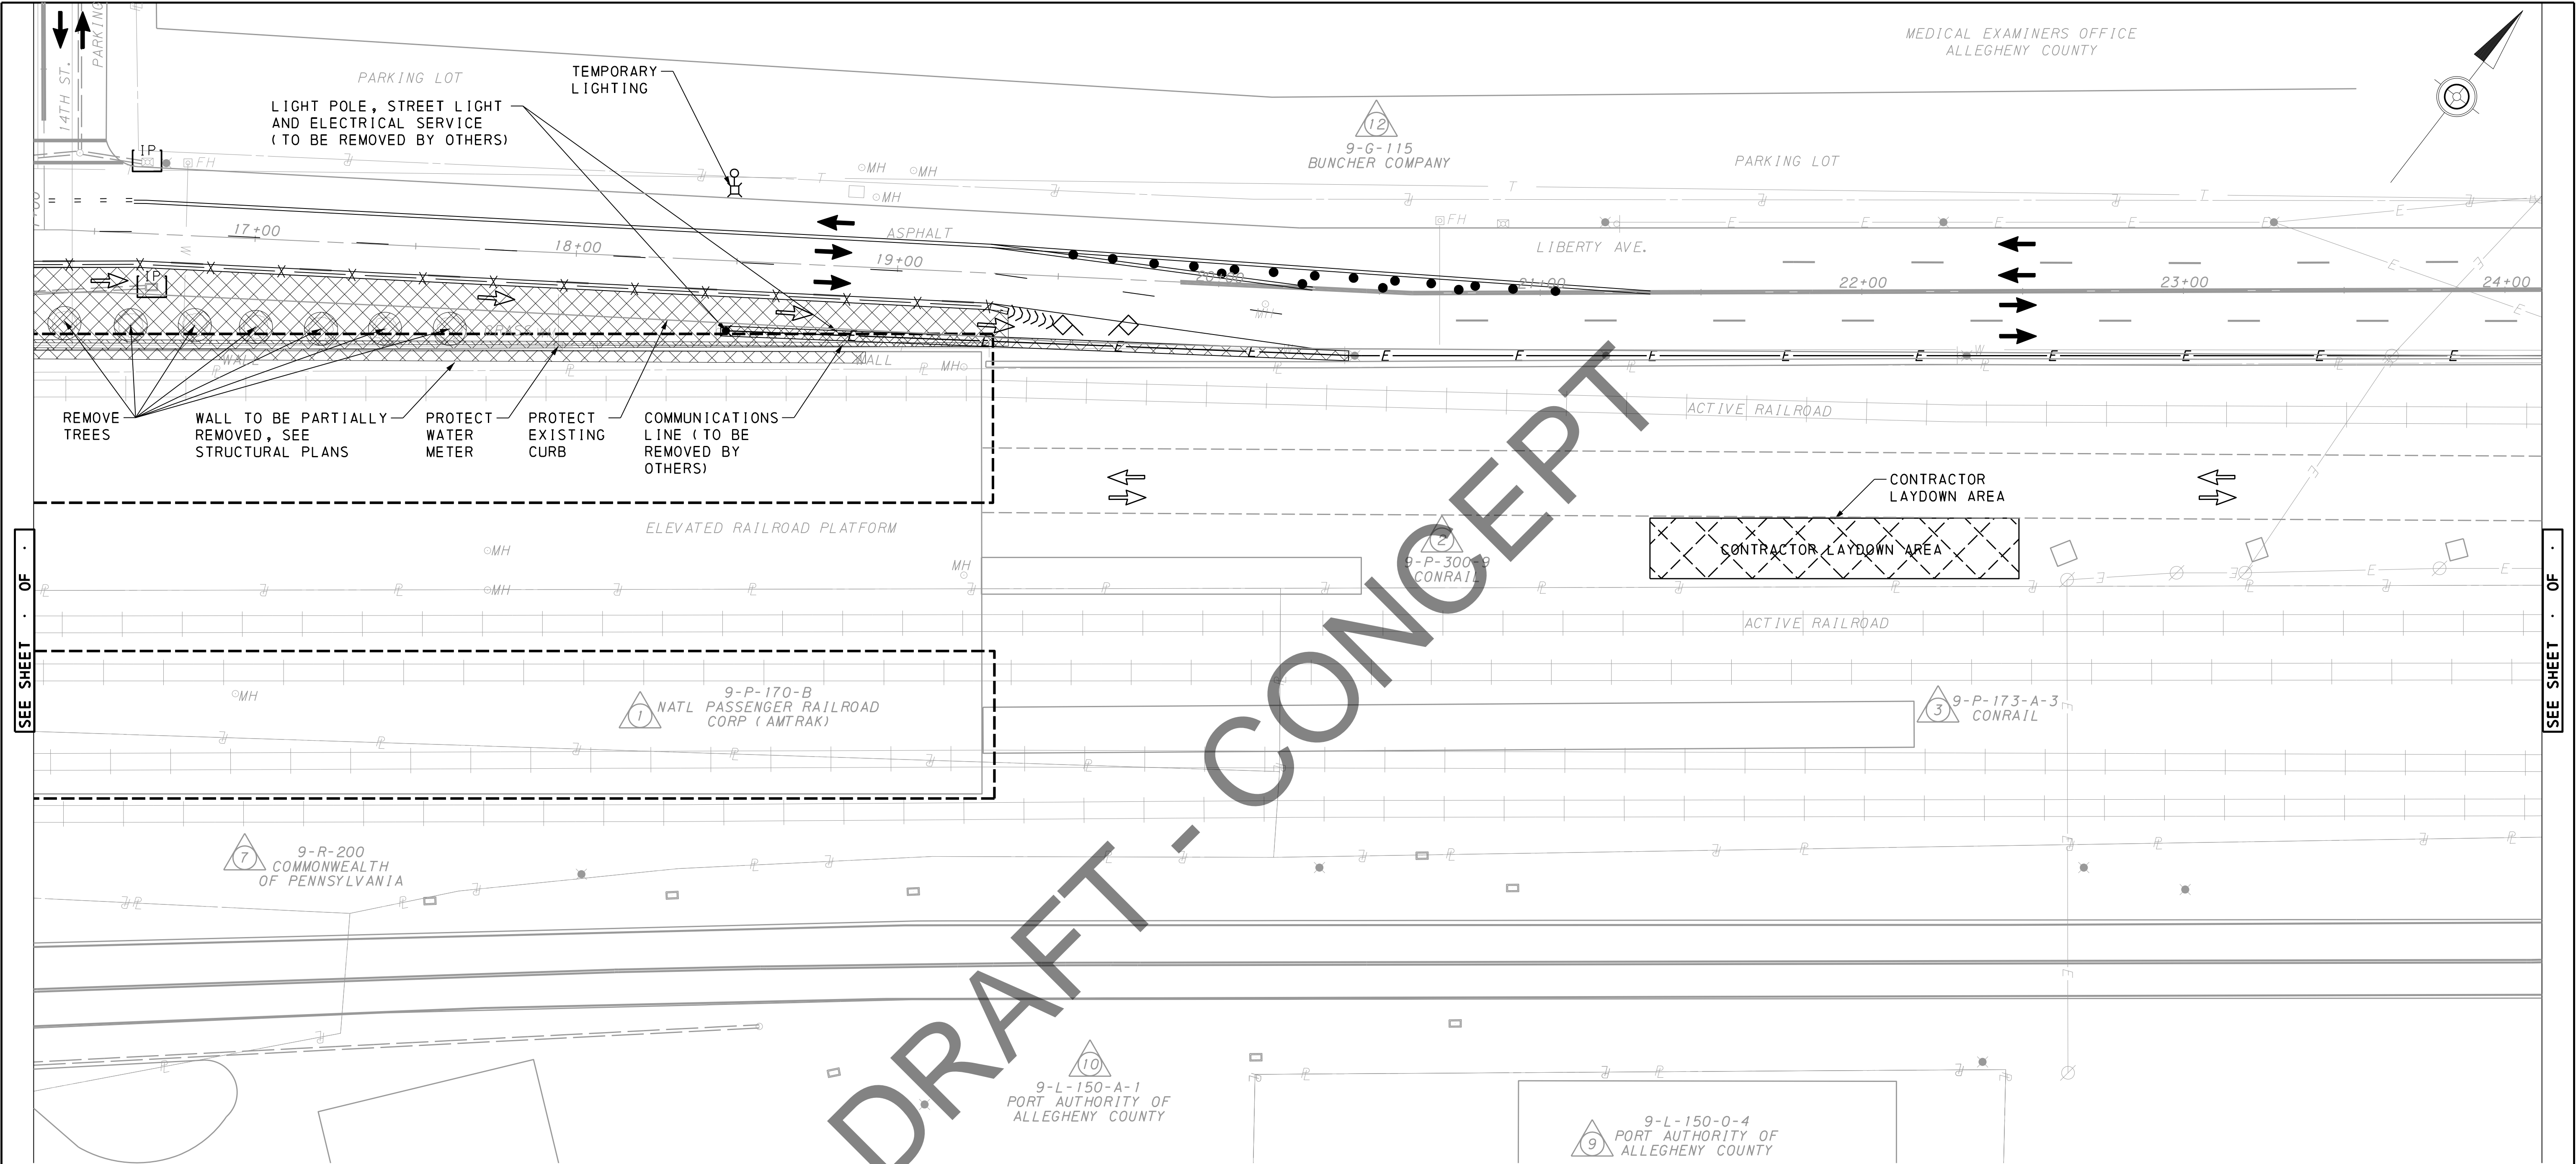 14TH ST.
PARKING
PARKING LOT
TEMPORARY
LIGHTING
LIGHT POLE, STREET LIGHT
AND ELECTRICAL SERVICE
(TO BE REMOVED BY OTHERS)
MEDICAL EXAMINERS OFFICE
ALLEGHENY COUNTY
12
9-G-115
BUNCHER COMPANY
PARKING LOT
IP
FH
MH
MH
MH
T
T
T
FH
E
E
E
E
E
ASPHALT
LIBERTY AVE.
17+00
18+00
19+00
20+00
21+00
22+00
23+00
24+00
IP
MH
W
WALL
WALL
MH
E
E
E
E
E
E
E
E
E
E
E
E
REMOVE
TREES
WALL TO BE PARTIALLY
REMOVED, SEE
STRUCTURAL PLANS
PROTECT
WATER
METER
PROTECT
EXISTING
CURB
COMMUNICATIONS
LINE (TO BE
REMOVED BY
OTHERS)
ACTIVE RAILROAD
CONTRACTOR
LAYDOWN AREA
CONTRACTOR LAYDOWN AREA
ELEVATED RAILROAD PLATFORM
MH
MH
MH
2
9-P-300-9
CONRAIL
ACTIVE RAILROAD
SEE SHEET · OF ·
SEE SHEET · OF ·
MH
1
9-P-170-B
NATL PASSENGER RAILROAD
CORP (AMTRAK)
3
9-P-173-A-3
CONRAIL
7
9-R-200
COMMONWEALTH
OF PENNSYLVANIA
10
9-L-150-A-1
PORT AUTHORITY OF
ALLEGHENY COUNTY
9
9-L-150-0-4
PORT AUTHORITY OF
ALLEGHENY COUNTY
DRAFT - CONCEPT